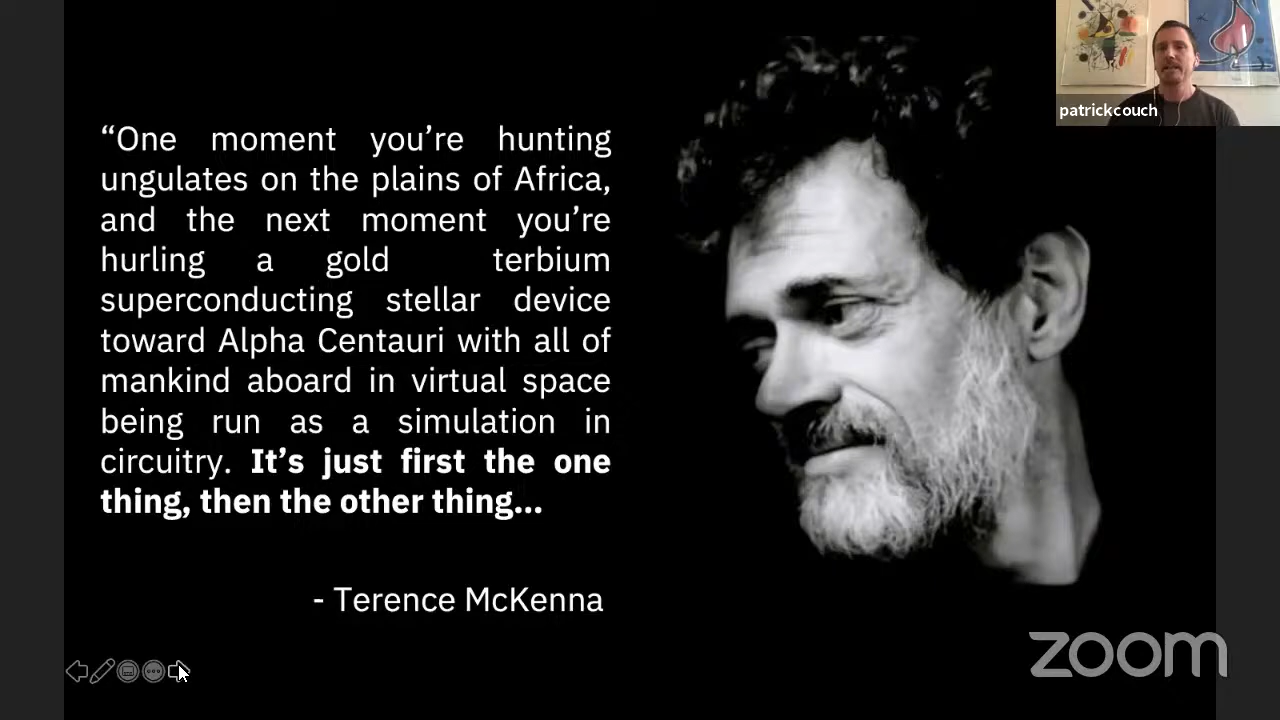 patrickcouch
“One moment you’re hunting
ungulates on the plains of Africa,
and the next moment you’re
hurling a gold terbium
superconducting stellar device
toward Alpha Centauri with all of
mankind aboard in virtual space
being run as a simulation in
circuitry. It’s just first the one
thing, then the other thing...
- Terence McKenna
zoom